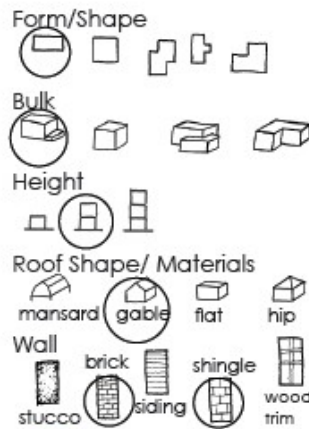 Form/Shape
Bulk
Height
Roof Shape/ Materials
mansard gable flat hip
Wall
brick shingle
stucco siding wood
trim